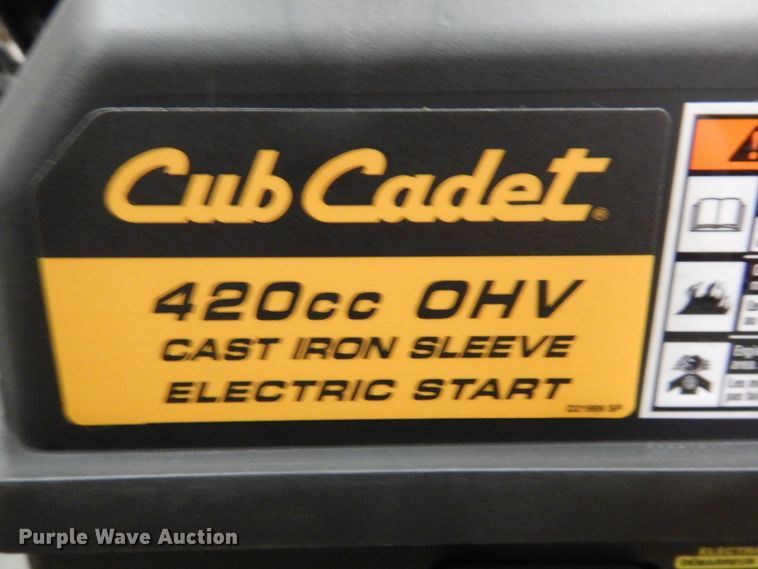 Cub Cadet®
420cc OHV
CAST IRON SLEEVE
ELECTRIC START
Purple Wave Auction